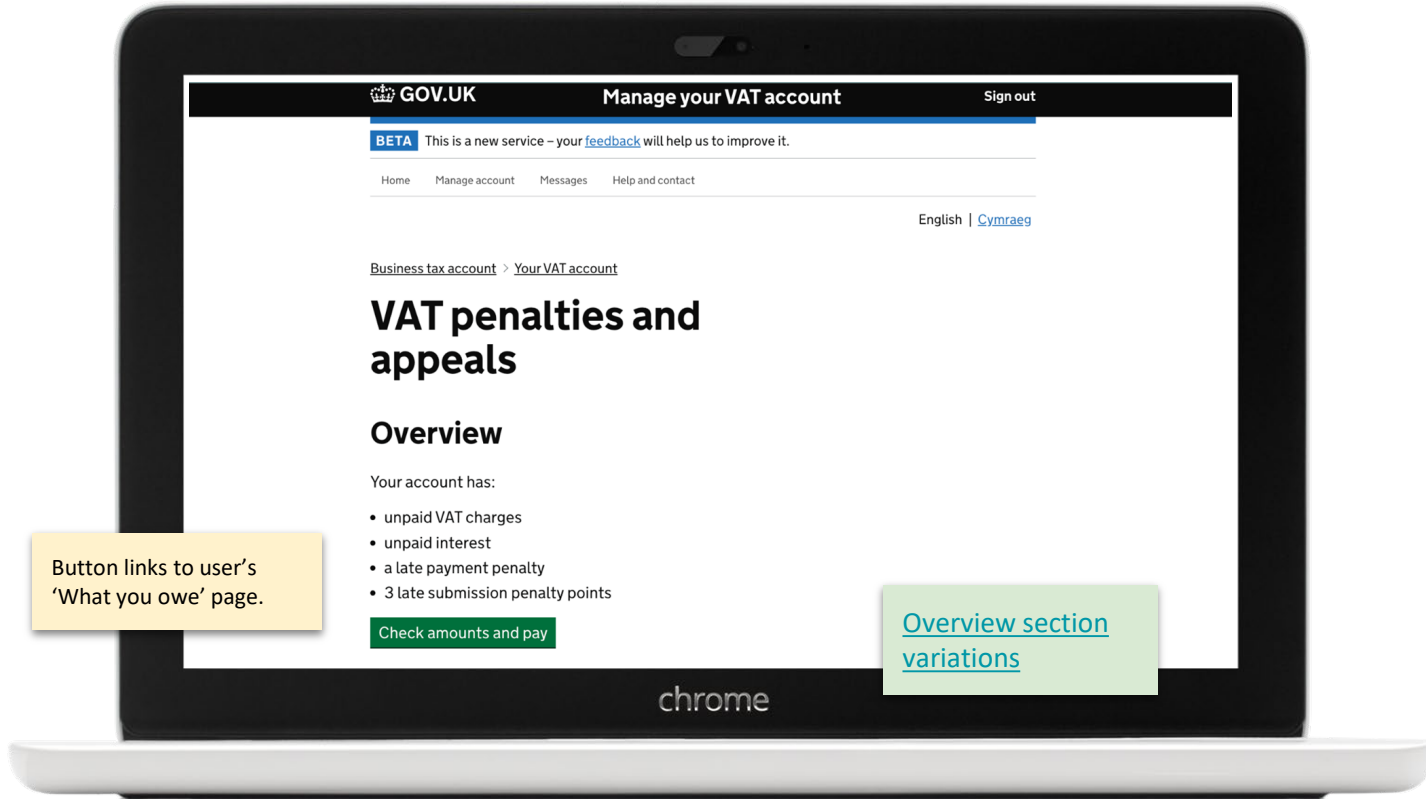 GOV.UK Manage your VAT account Sign out
BETA This is a new service – your feedback will help us to improve it.
Home Manage account Messages Help and contact
English | Cymraeg
Business tax account > Your VAT account
VAT penalties and
appeals
Overview
Your account has:
• unpaid VAT charges
• unpaid interest
• a late payment penalty
• 3 late submission penalty points
Check amounts and pay
Button links to user’s
‘What you owe’ page.
Overview section
variations
chrome